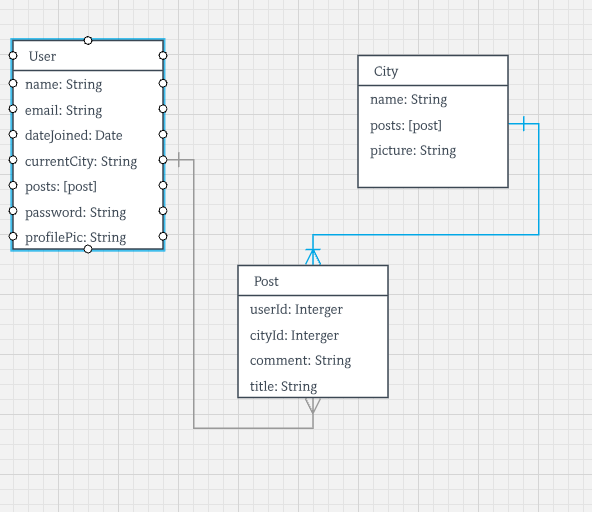 User
name: String
email: String
dateJoined: Date
currentCity: String
posts: [post]
password: String
profilePic: String
City
name: String
posts: [post]
picture: String
Post
userId: Interger
cityId: Interger
comment: String
title: String